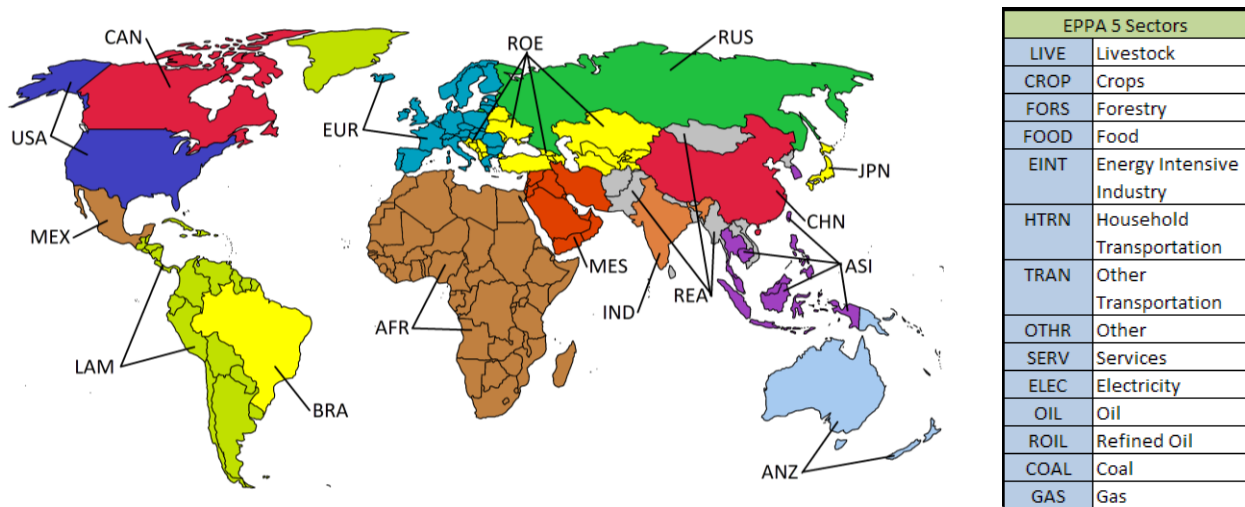 CAN
ROE
RUS
USA
EUR
JPN
MEX
CHN
MES
ASI
REA
IND
AFR
LAM
BRA
ANZ
EPPA 5 Sectors
LIVE Livestock
CROP Crops
FORS Forestry
FOOD Food
EINT Energy Intensive
Industry
HTRN Household
Transportation
TRAN Other
Transportation
OTHR Other
SERV Services
ELEC Electricity
OIL Oil
ROIL Refined Oil
COAL Coal
GAS Gas